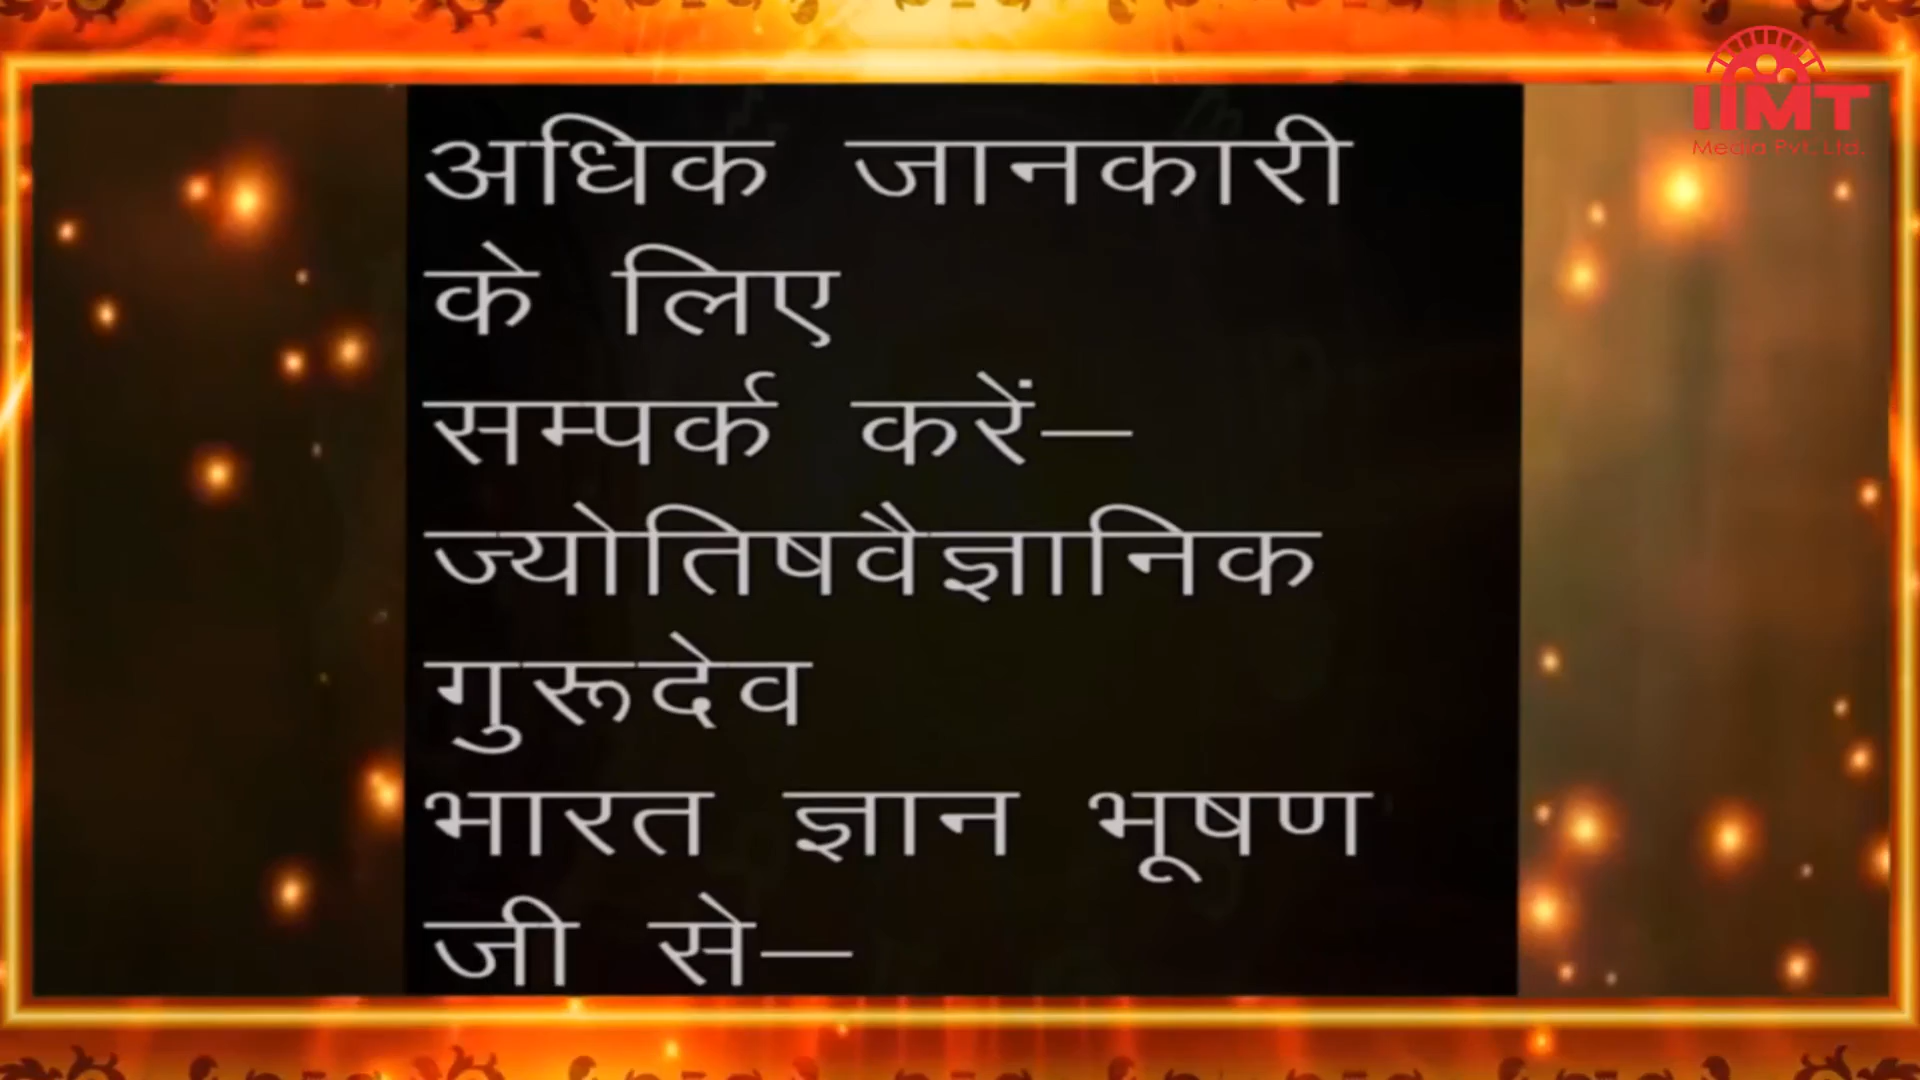 IIMT
Media Pvt. Ltd.
अधिक जानकारी
के लिए
सम्पर्क करें–
ज्योतिषवैज्ञानिक
गुरूदेव
भारत ज्ञान भूषण
जी से–